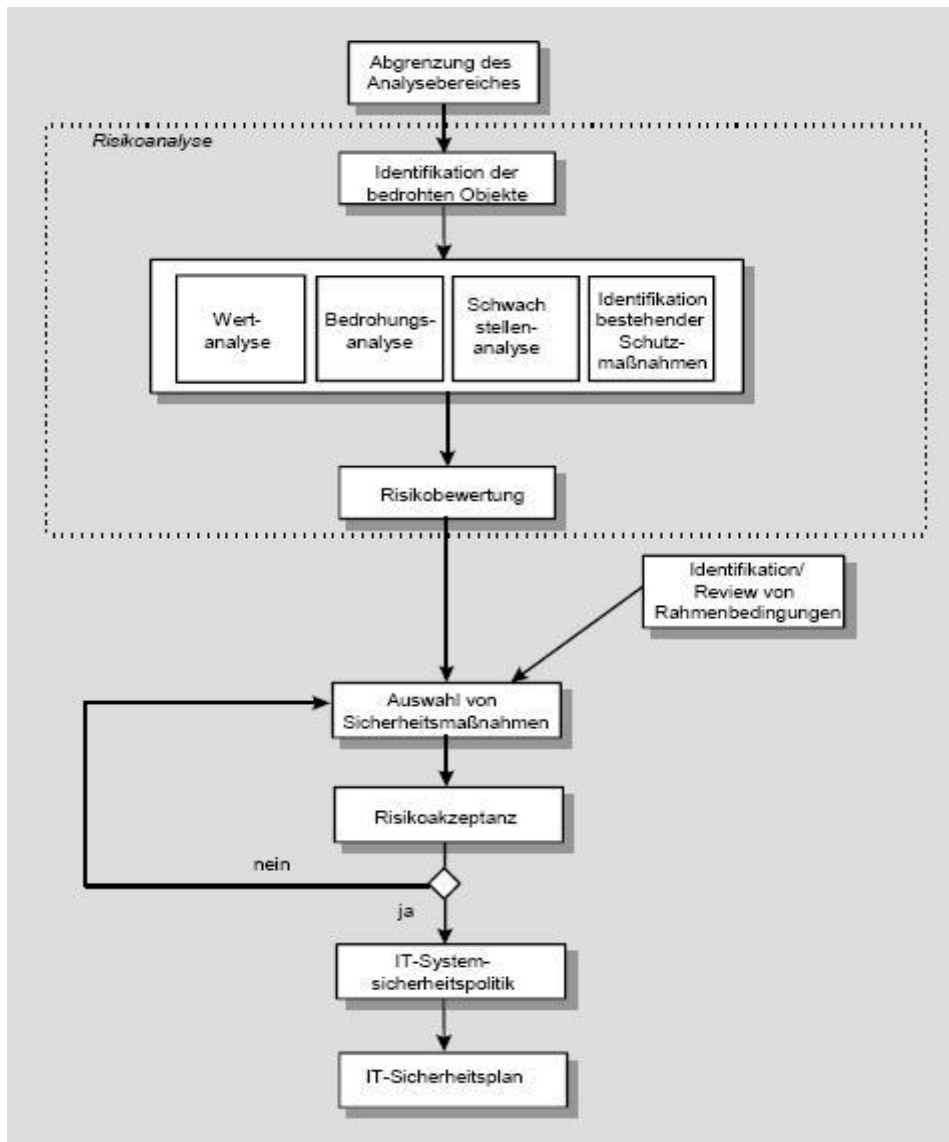 Abgrenzung des
Analysebereiches
Risikoanalyse
Identifikation der
bedrohten Objekte
Wert-
analyse
Bedrohungs-
analyse
Schwach
stellen-
analyse
Identifikation
bestehender
Schutz-
maßnahmen
Risikobewertung
Identifikation/
Review von
Rahmenbedingungen
Auswahl von
Sicherheitsmaßnahmen
Risikoakzeptanz
nein
ja
IT-System-
sicherheitspolitik
IT-Sicherheitsplan